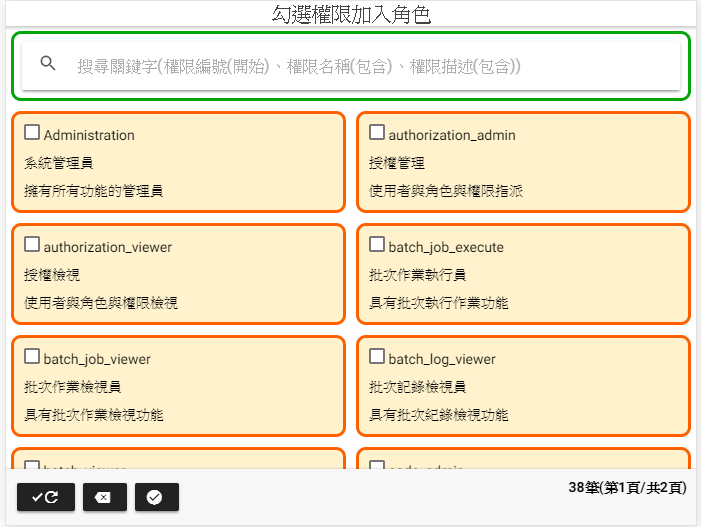 勾選權限加入角色
搜尋關鍵字(權限編號(開始)、權限名稱(包含)、權限描述(包含))
Administration
系統管理員
擁有所有功能的管理員
authorization_admin
授權管理
使用者與角色與權限指派
authorization_viewer
授權檢視
使用者與角色與權限檢視
batch_job_execute
批次作業執行員
具有批次執行作業功能
batch_job_viewer
批次作業檢視員
具有批次作業檢視功能
batch_log_viewer
批次記錄檢視員
具有批次紀錄檢視功能
38筆(第1頁/共2頁)